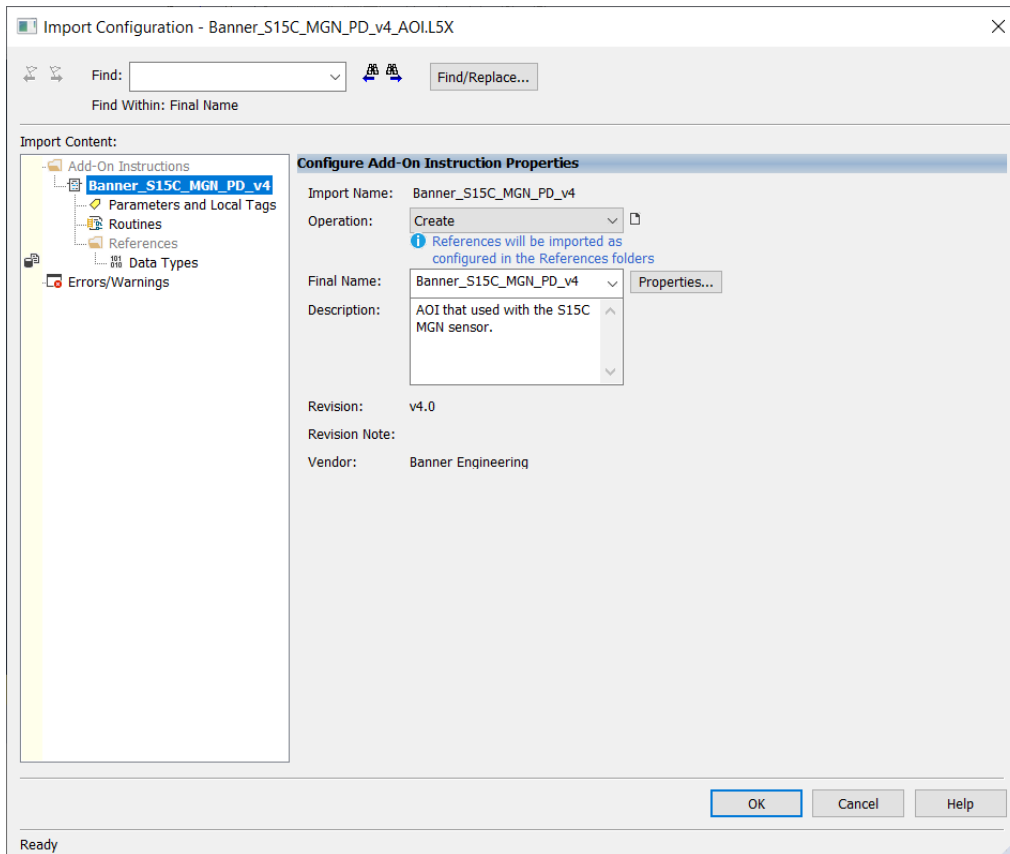 Import Configuration - Banner_S15C_MGN_PD_v4_AOI.L5X
Find:
Find/Replace...
Find Within: Final Name
Import Content:
Add-On Instructions
Banner_S15C_MGN_PD_v4
Parameters and Local Tags
Routines
References
Data Types
Errors/Warnings
Configure Add-On Instruction Properties
Import Name: Banner_S15C_MGN_PD_v4
Operation: Create
References will be imported as
configured in the References folders
Final Name: Banner_S15C_MGN_PD_v4 Properties...
Description: AOI that used with the S15C
MGN sensor.
Revision: v4.0
Revision Note:
Vendor: Banner Engineering
OK Cancel Help
Ready